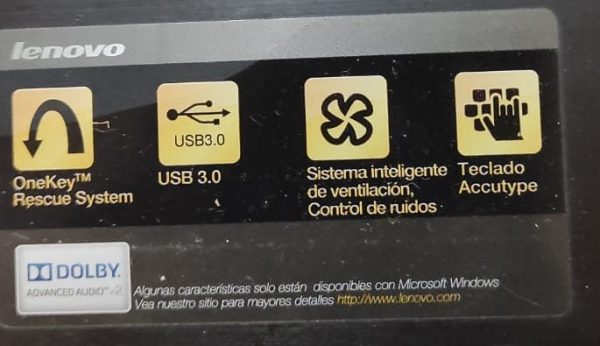 lenovo
USB3.0
OneKey™
Rescue System
USB 3.0
Sistema inteligente
de ventilación,
Control de ruidos
Teclado
Accutype
DOLBY.
ADVANCED AUDIO™ v2
Algunas características solo están disponibles con Microsoft Windows
Vea nuestro sitio para mayores detalles http://www.lenovo.com